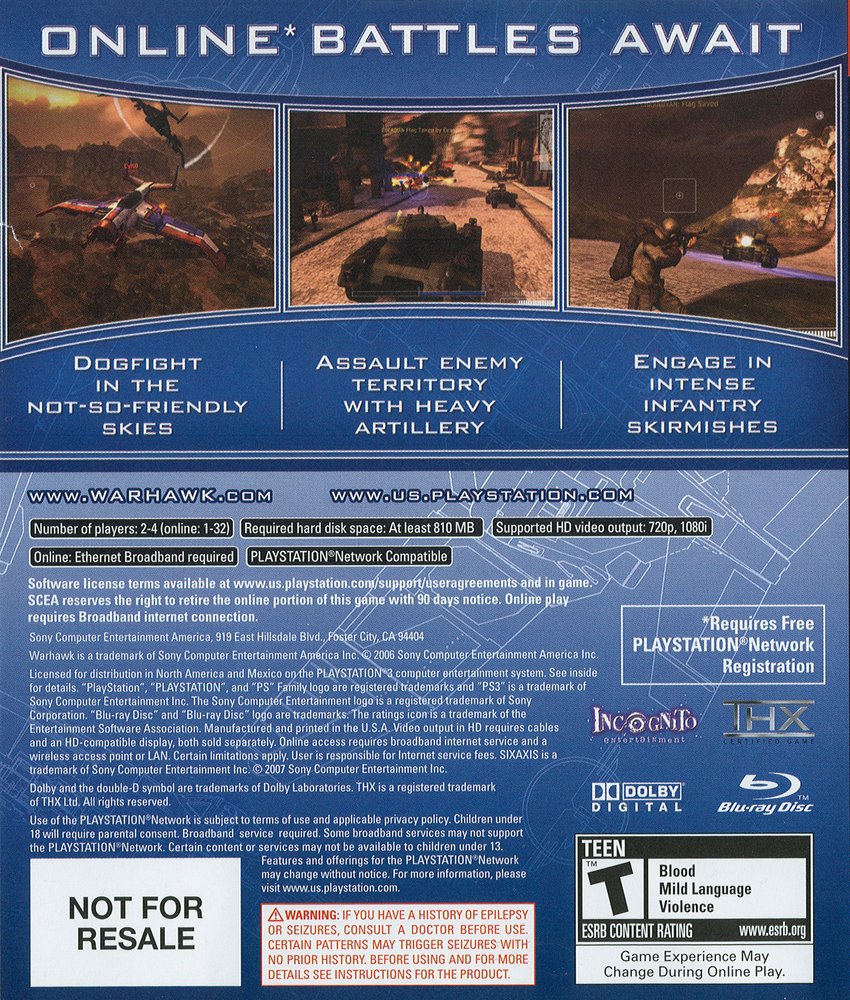 ONLINE* BATTLES AWAIT
Flag Saved
DOGFIGHT
IN THE
NOT-SO-FRIENDLY
SKIES
ASSAULT ENEMY
TERRITORY
WITH HEAVY
ARTILLERY
ENGAGE IN
INTENSE
INFANTRY
SKIRMISHES
WWW.WARHAWK.COM WWW.US.PLAYSTATION.COM
Number of players: 2-4 (online: 1-32) Required hard disk space: At least 810 MB Supported HD video output: 720p, 1080i
Online: Ethernet Broadband required PLAYSTATION®Network Compatible
Software license terms available at www.us.playstation.com/support/useragreements and in game.
SCEA reserves the right to retire the online portion of this game with 90 days notice. Online play
requires Broadband internet connection.
*Requires Free
PLAYSTATION®Network
Registration
Sony Computer Entertainment America, 919 East Hillsdale Blvd., Foster City, CA 94404
Warhawk is a trademark of Sony Computer Entertainment America Inc. © 2006 Sony Computer Entertainment America Inc.
Licensed for distribution in North America and Mexico on the PLAYSTATION®3 computer entertainment system. See inside
for details. "PlayStation", "PLAYSTATION", and "PS" Family logo are registered trademarks and "PS3" is a trademark of
Sony Computer Entertainment Inc. The Sony Computer Entertainment logo is a registered trademark of Sony
Corporation. "Blu-ray Disc" and "Blu-ray Disc" logo are trademarks. The ratings icon is a trademark of the
Entertainment Software Association. Manufactured and printed in the U.S.A. Video output in HD requires cables
and an HD-compatible display, both sold separately. Online access requires broadband internet service and a
wireless access point or LAN. Certain limitations apply. User is responsible for Internet service fees. SIXAXIS is a
trademark of Sony Computer Entertainment Inc. © 2007 Sony Computer Entertainment Inc.
Dolby and the double-D symbol are trademarks of Dolby Laboratories. THX is a registered trademark
of THX Ltd. All rights reserved.
Use of the PLAYSTATION®Network is subject to terms of use and applicable privacy policy. Children under
18 will require parental consent. Broadband service required. Some broadband services may not support
the PLAYSTATION®Network. Certain content or services may not be available to children under 13.
Features and offerings for the PLAYSTATION®Network
may change without notice. For more information, please
visit www.us.playstation.com.
INCOGNITO
entertainment
THX
CERTIFIED GAME
DOLBY
DIGITAL
Blu-ray Disc™
NOT FOR
RESALE
WARNING: IF YOU HAVE A HISTORY OF EPILEPSY
OR SEIZURES, CONSULT A DOCTOR BEFORE USE.
CERTAIN PATTERNS MAY TRIGGER SEIZURES WITH
NO PRIOR HISTORY. BEFORE USING AND FOR MORE
DETAILS SEE INSTRUCTIONS FOR THE PRODUCT.
TEEN
T™
Blood
Mild Language
Violence
ESRB CONTENT RATING www.esrb.org
Game Experience May
Change During Online Play.